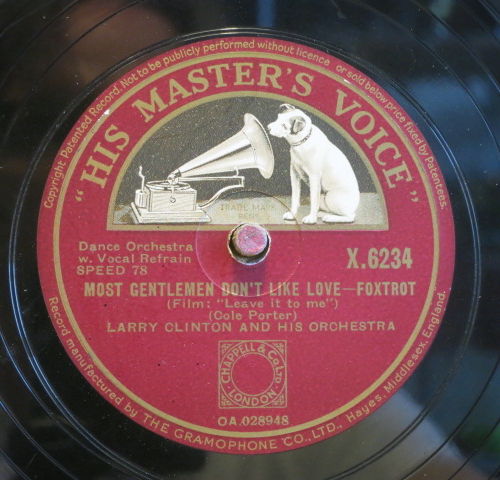 Copyright Patented Record. Not to be publicly performed without licence or sold below price fixed by Patentees.
"HIS MASTER'S VOICE"
TRADE MARK
Dance Orchestra
w. Vocal Refrain
SPEED 78
X.6234
MOST GENTLEMEN DON'T LIKE LOVE—FOXTROT
(Film: "Leave it to me")
(Cole Porter)
LARRY CLINTON AND HIS ORCHESTRA
CHAPPELL & Co LTD
LONDON
OA.028948
Record manufactured by THE GRAMOPHONE CO., LTD., Hayes, Middlesex, England.